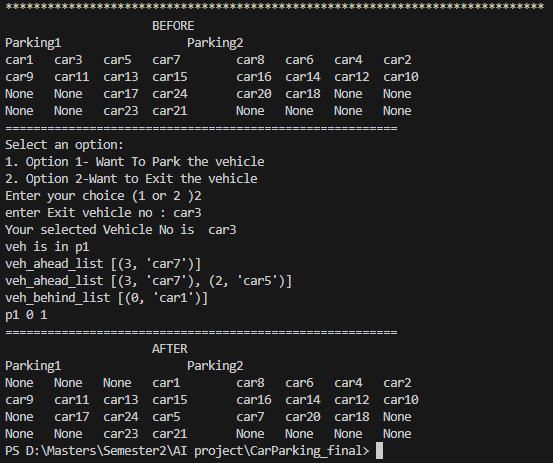 *****************************************************************************
BEFORE
Parking1 Parking2
car1 car3 car5 car7 car8 car6 car4 car2
car9 car11 car13 car15 car16 car14 car12 car10
None None car17 car24 car20 car18 None None
None None car23 car21 None None None None
========================================================
Select an option:
1. Option 1- Want To Park the vehicle
2. Option 2-Want to Exit the vehicle
Enter your choice (1 or 2 )2
enter Exit vehicle no : car3
Your selected Vehicle No is  car3
veh is in p1
veh_ahead_list [(3, 'car7')]
veh_ahead_list [(3, 'car7'), (2, 'car5')]
veh_behind_list [(0, 'car1')]
p1 0 1
========================================================
AFTER
Parking1 Parking2
None None None car1 car8 car6 car4 car2
car9 car11 car13 car15 car16 car14 car12 car10
None car17 car24 car5 car7 car20 car18 None
None None car23 car21 None None None None
PS D:\Masters\Semester2\AI project\CarParking_final>